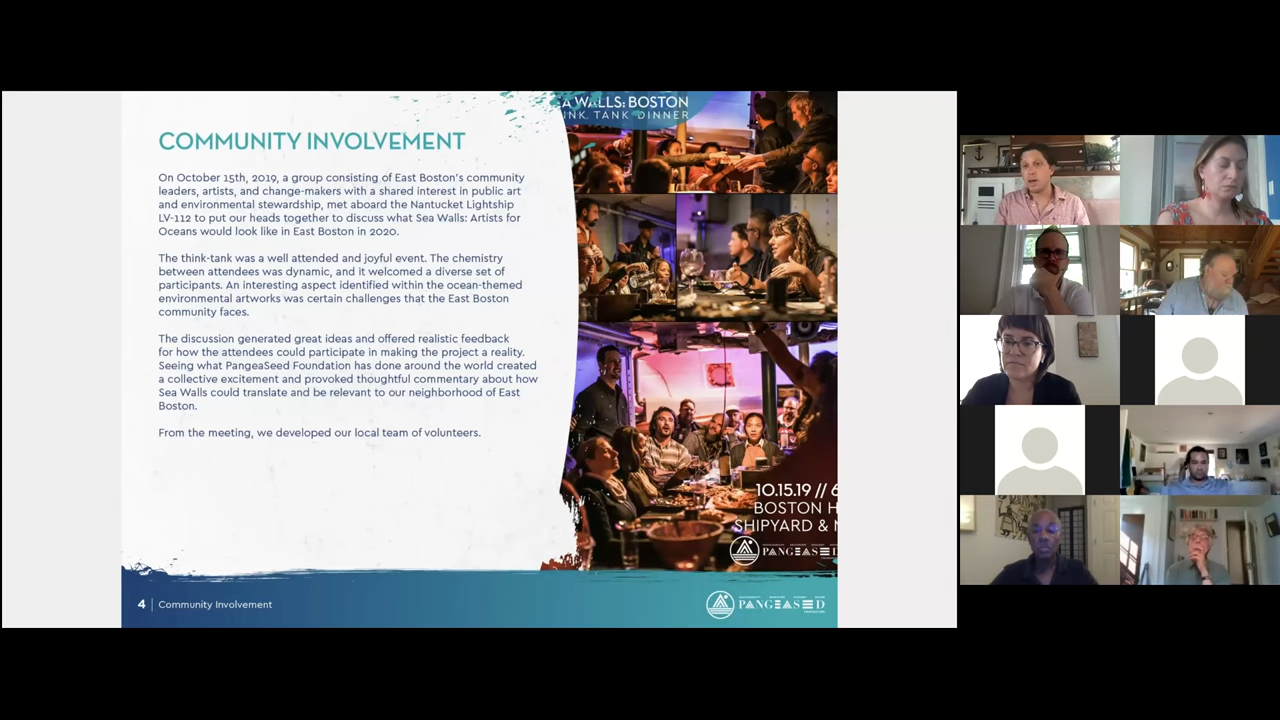 A WALLS: BOSTON
INK TANK DINNER
COMMUNITY INVOLVEMENT
On October 15th, 2019, a group consisting of East Boston's community
leaders, artists, and change-makers with a shared interest in public art
and environmental stewardship, met aboard the Nantucket Lightship
LV-112 to put our heads together to discuss what Sea Walls: Artists for
Oceans would look like in East Boston in 2020.
The think-tank was a well attended and joyful event. The chemistry
between attendees was dynamic, and it welcomed a diverse set of
participants. An interesting aspect identified within the ocean-themed
environmental artworks was certain challenges that the East Boston
community faces.
The discussion generated great ideas and offered realistic feedback
for how the attendees could participate in making the project a reality.
Seeing what PangeaSeed Foundation has done around the world created
a collective excitement and provoked thoughtful commentary about how
Sea Walls could translate and be relevant to our neighborhood of East
Boston.
From the meeting, we developed our local team of volunteers.
10.15.19 // 6
BOSTON H
SHIPYARD & M
PANGEASED
4 | Community Involvement
PANGEASED